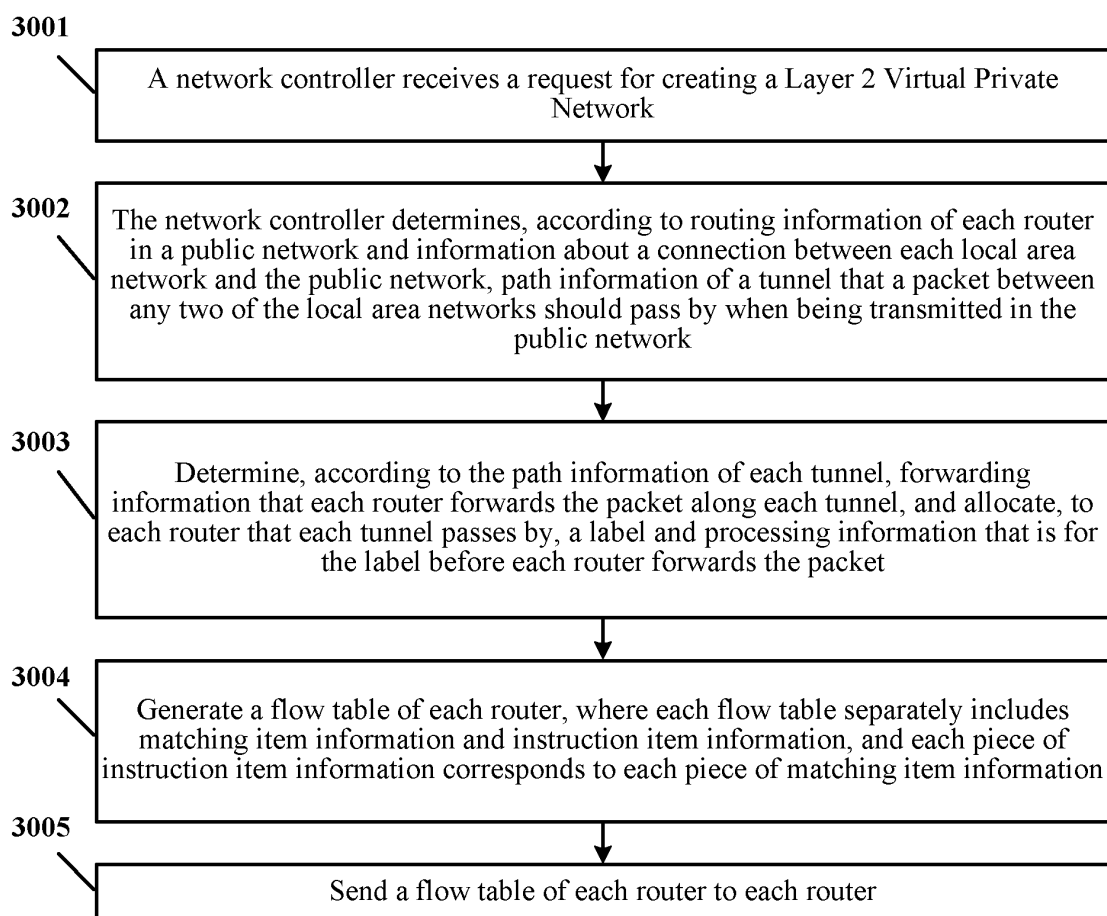 3001
A network controller receives a request for creating a Layer 2 Virtual Private
Network
3002
The network controller determines, according to routing information of each router
in a public network and information about a connection between each local area
network and the public network, path information of a tunnel that a packet between
any two of the local area networks should pass by when being transmitted in the
public network
3003
Determine, according to the path information of each tunnel, forwarding
information that each router forwards the packet along each tunnel, and allocate, to
each router that each tunnel passes by, a label and processing information that is for
the label before each router forwards the packet
3004
Generate a flow table of each router, where each flow table separately includes
matching item information and instruction item information, and each piece of
instruction item information corresponds to each piece of matching item information
3005
Send a flow table of each router to each router